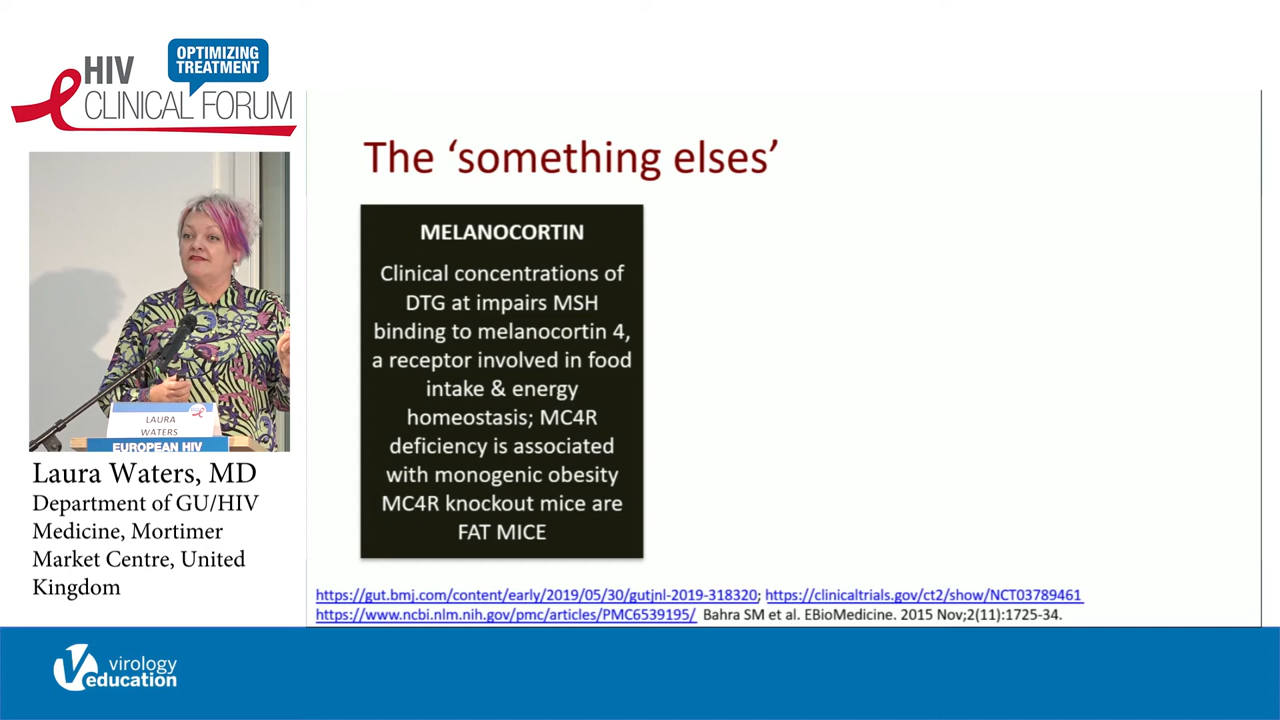 OPTIMIZING
TREATMENT
HIV
CLINICAL FORUM
The ‘something elses’
MELANOCORTIN
Clinical concentrations of
DTG at impairs MSH
binding to melanocortin 4,
a receptor involved in food
intake & energy
homeostasis; MC4R
deficiency is associated
with monogenic obesity
MC4R knockout mice are
FAT MICE
LAURA
WATERS
EUROPEAN HIV
Laura Waters, MD
Department of GU/HIV
Medicine, Mortimer
Market Centre, United
Kingdom
https://gut.bmj.com/content/early/2019/05/30/gutjnl-2019-318320; https://clinicaltrials.gov/ct2/show/NCT03789461
https://www.ncbi.nlm.nih.gov/pmc/articles/PMC6539195/ Bahra SM et al. EBioMedicine. 2015 Nov;2(11):1725-34.
virology
education